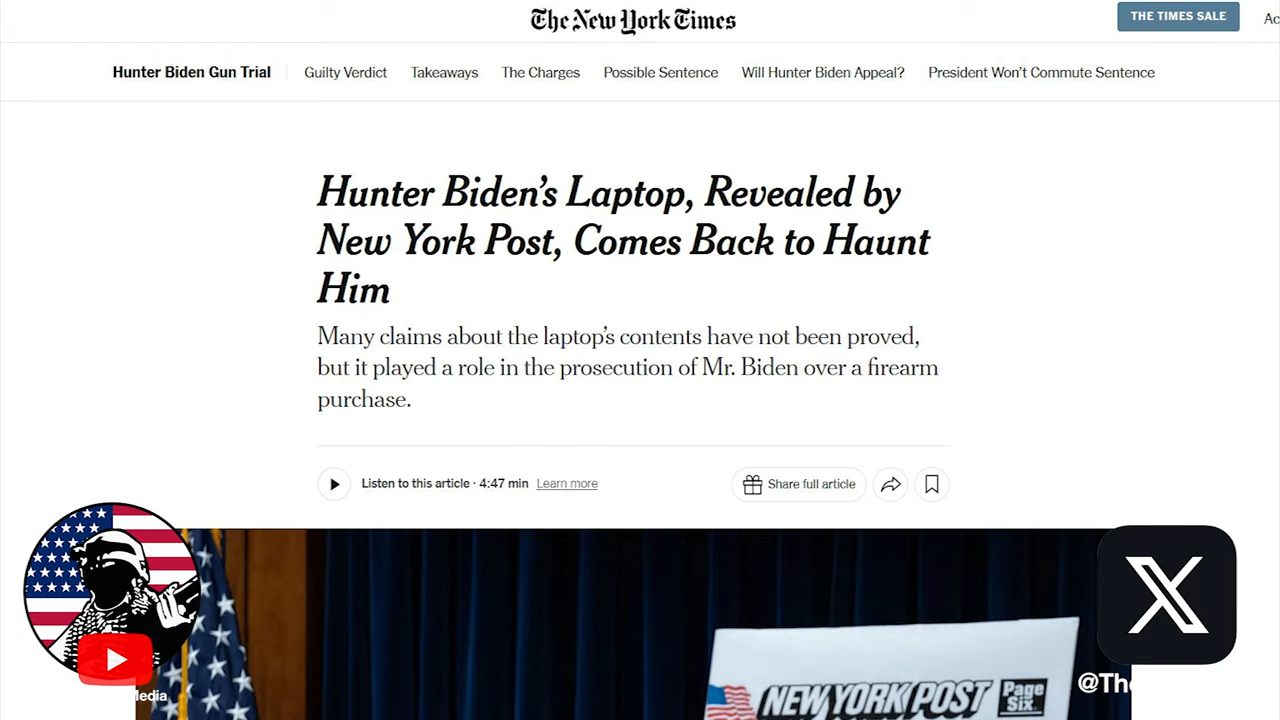 The New York Times
THE TIMES SALE
Hunter Biden Gun Trial
Guilty Verdict
Takeaways
The Charges
Possible Sentence
Will Hunter Biden Appeal?
President Won't Commute Sentence
Hunter Biden's Laptop, Revealed by
New York Post, Comes Back to Haunt
Him
Many claims about the laptop's contents have not been proved,
but it played a role in the prosecution of Mr. Biden over a firearm
purchase.
Listen to this article · 4:47 min Learn more
Share full article
NEW YORK POST
Page
Six